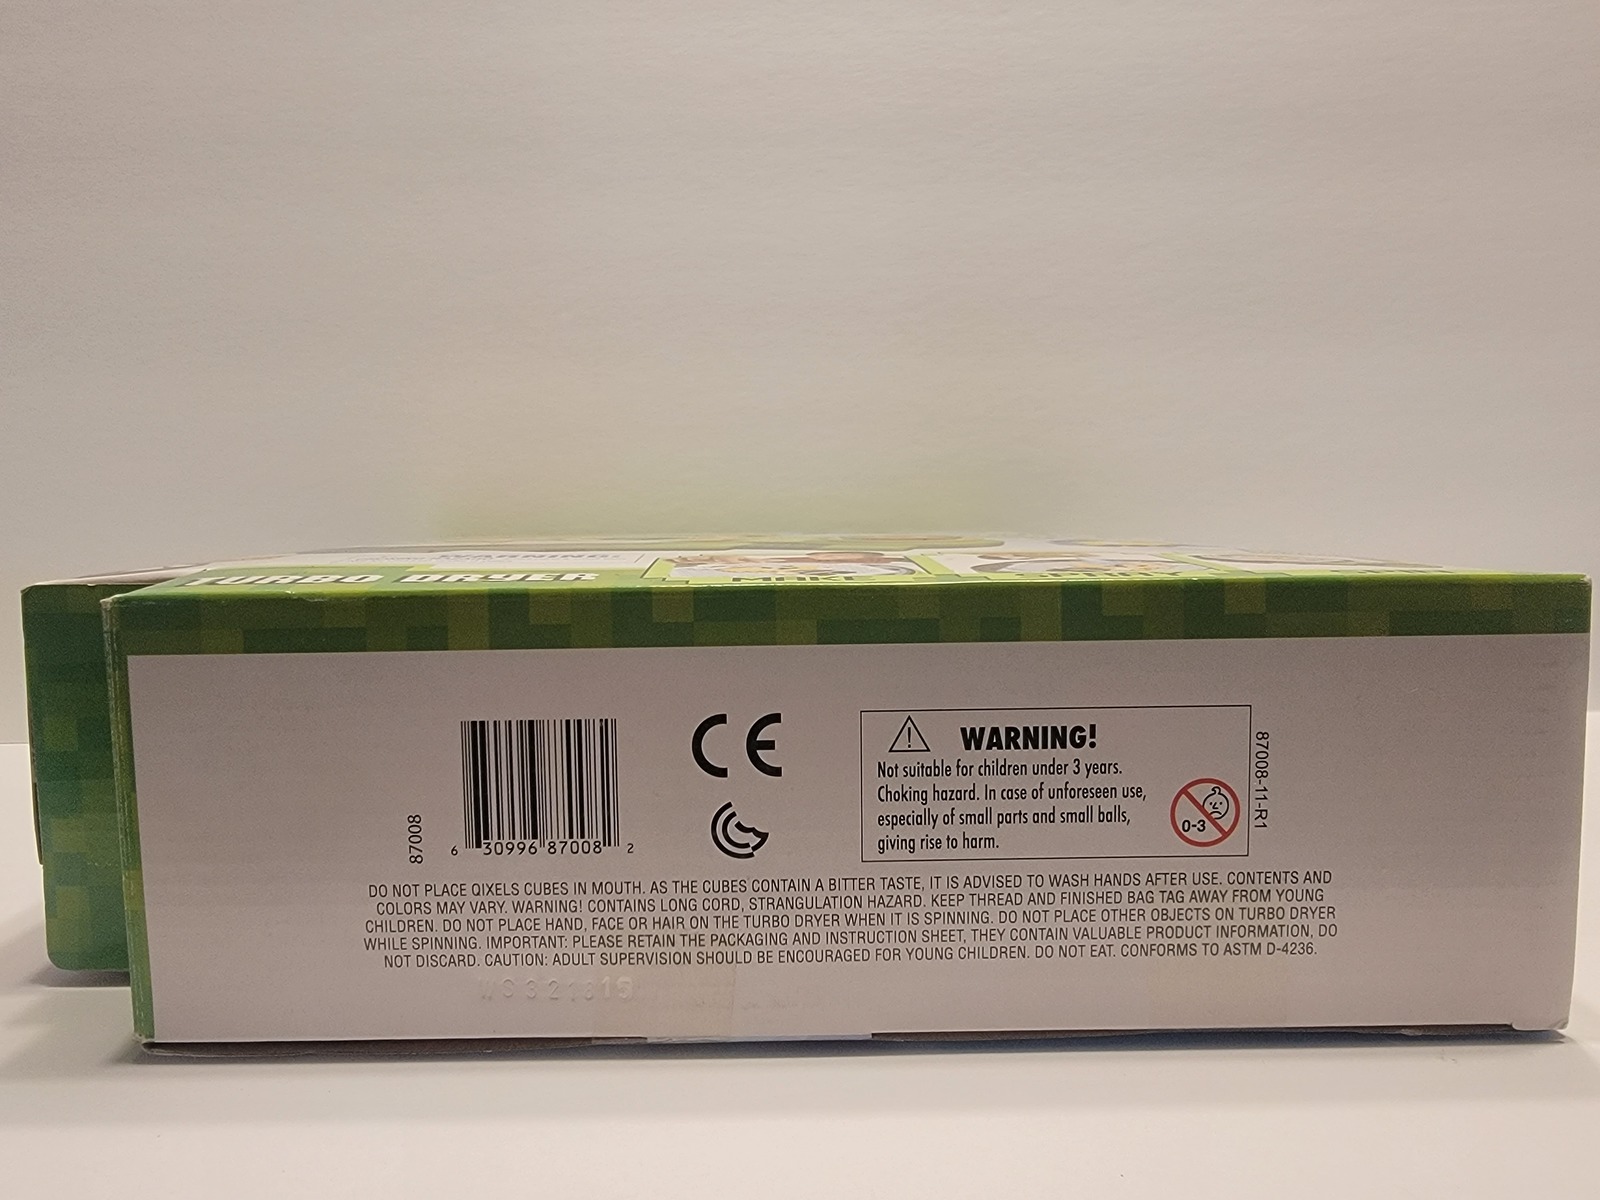 TURBO DRYER
WARNING!
MAKE
87008
6 30996 87008 2
CE
WARNING!
Not suitable for children under 3 years.
Choking hazard. In case of unforeseen use,
especially of small parts and small balls,
giving rise to harm.
0-3
87008-11-R1
DO NOT PLACE QIXELS CUBES IN MOUTH. AS THE CUBES CONTAIN A BITTER TASTE, IT IS ADVISED TO WASH HANDS AFTER USE. CONTENTS AND
COLORS MAY VARY. WARNING! CONTAINS LONG CORD, STRANGULATION HAZARD. KEEP THREAD AND FINISHED BAG TAG AWAY FROM YOUNG
CHILDREN. DO NOT PLACE HAND, FACE OR HAIR ON THE TURBO DRYER WHEN IT IS SPINNING. DO NOT PLACE OTHER OBJECTS ON TURBO DRYER
WHILE SPINNING. IMPORTANT: PLEASE RETAIN THE PACKAGING AND INSTRUCTION SHEET, THEY CONTAIN VALUABLE PRODUCT INFORMATION, DO
NOT DISCARD. CAUTION: ADULT SUPERVISION SHOULD BE ENCOURAGED FOR YOUNG CHILDREN. DO NOT EAT. CONFORMS TO ASTM D-4236.